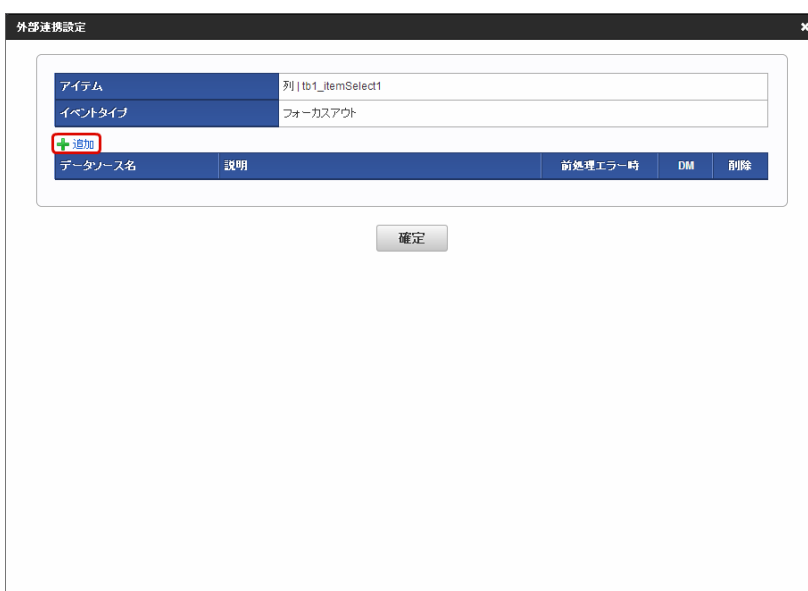 外部連携設定
アイテム 列 | tb1_itemSelect1
イベントタイプ フォーカスアウト
追加
データソース名 説明 前処理エラー時 DM 削除
確定